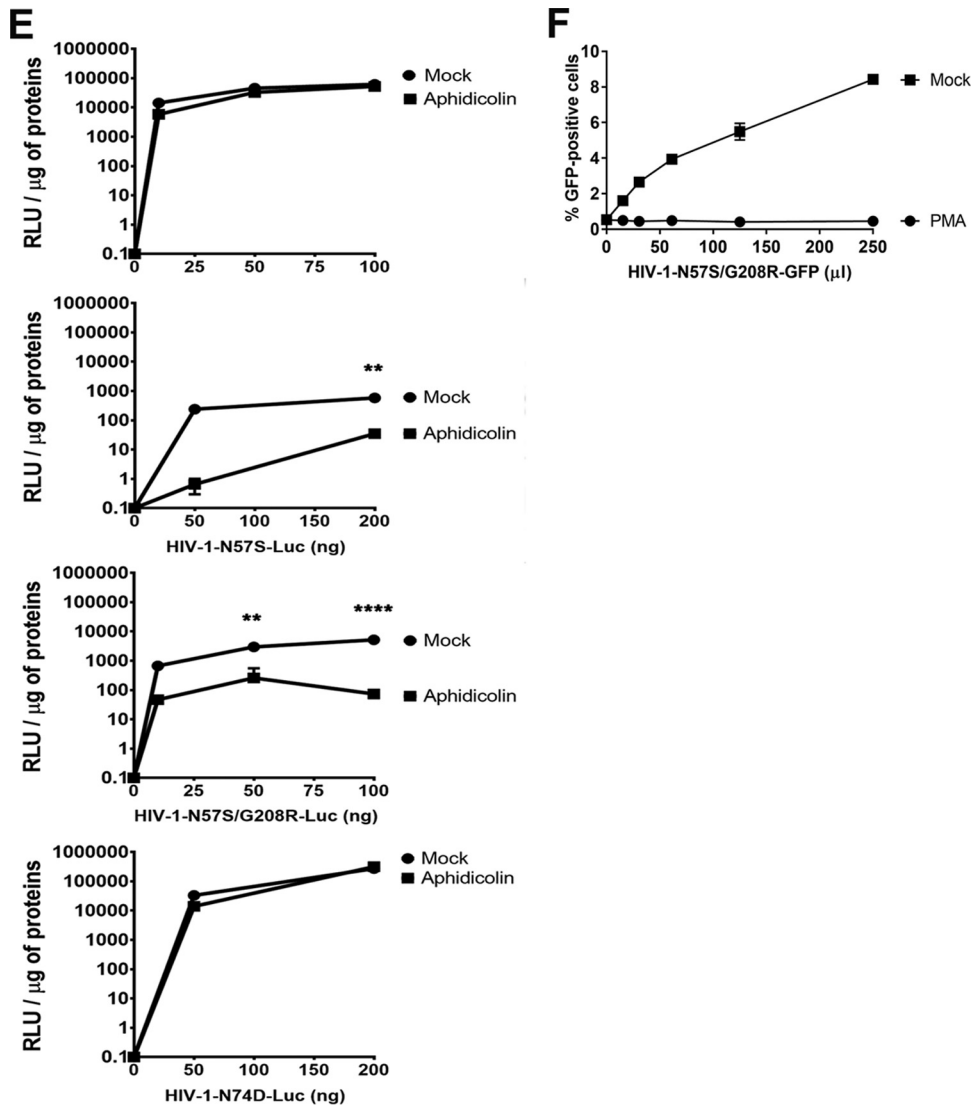 E
RLU / µg of proteins
1000000
100000
10000
1000
100
10
1
0.1
0 25 50 75 100
Mock
Aphidicolin
RLU / µg of proteins
1000000
100000
10000
1000
100
10
1
0.1
**
0 50 100 150 200
HIV-1-N57S-Luc (ng)
Mock
Aphidicolin
RLU / µg of proteins
1000000
100000
10000
1000
100
10
1
0.1
** ****
0 25 50 75 100
HIV-1-N57S/G208R-Luc (ng)
Mock
Aphidicolin
RLU / µg of proteins
1000000
100000
10000
1000
100
10
1
0.1
0 50 100 150 200
HIV-1-N74D-Luc (ng)
Mock
Aphidicolin
F
% GFP-positive cells
10
8
6
4
2
0
0 50 100 150 200 250
HIV-1-N57S/G208R-GFP (µl)
Mock
PMA